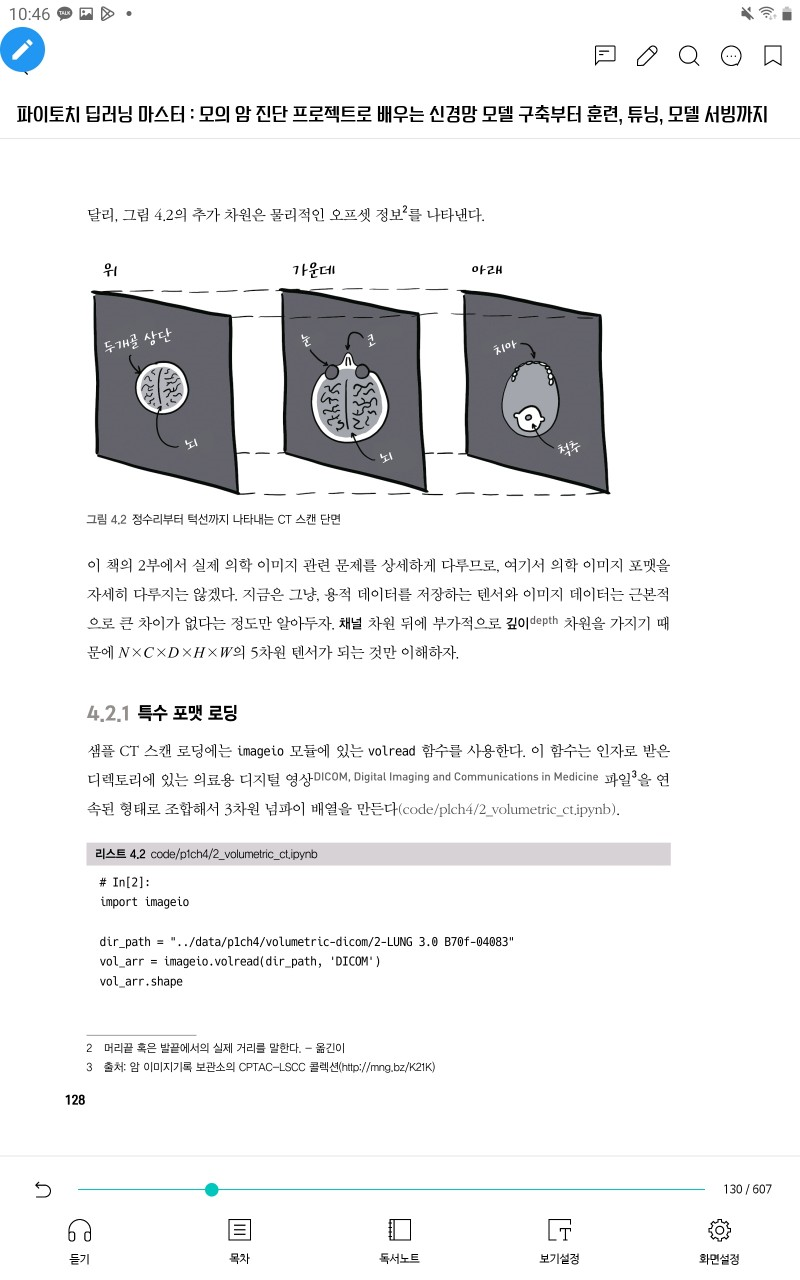 10:46
TALK
파이토치 딥러닝 마스터 : 모의 암 진단 프로젝트로 배우는 신경망 모델 구축부터 훈련, 튜닝, 모델 서빙까지
달리, 그림 4.2의 추가 차원은 물리적인 오프셋 정보2를 나타낸다.
위 가운데 아래
두개골 상단
뇌
눈 코
뇌
치아
척추
그림 4.2 정수리부터 턱선까지 나타내는 CT 스캔 단면
이 책의 2부에서 실제 의학 이미지 관련 문제를 상세하게 다루므로, 여기서 의학 이미지 포맷을
자세히 다루지는 않겠다. 지금은 그냥, 용적 데이터를 저장하는 텐서와 이미지 데이터는 근본적
으로 큰 차이가 없다는 정도만 알아두자. 채널 차원 뒤에 부가적으로 깊이depth 차원을 가지기 때
문에 N×C×D×H×W의 5차원 텐서가 되는 것만 이해하자.
4.2.1 특수 포맷 로딩
샘플 CT 스캔 로딩에는 imageio 모듈에 있는 volread 함수를 사용한다. 이 함수는 인자로 받은
디렉토리에 있는 의료용 디지털 영상DICOM, Digital Imaging and Communications in Medicine 파일3을 연
속된 형태로 조합해서 3차원 넘파이 배열을 만든다(code/p1ch4/2_volumetric_ct.ipynb).
리스트 4.2 code/p1ch4/2_volumetric_ct.ipynb
# In[2]:
import imageio
dir_path = "../data/p1ch4/volumetric-dicom/2-LUNG 3.0 B70f-04083"
vol_arr = imageio.volread(dir_path, 'DICOM')
vol_arr.shape
2 머리끝 혹은 발끝에서의 실제 거리를 말한다. – 옮긴이
3 출처: 암 이미지기록 보관소의 CPTAC-LSCC 콜렉션(http://mng.bz/K21K)
128
130 / 607
듣기 목차 독서노트 보기설정 화면설정